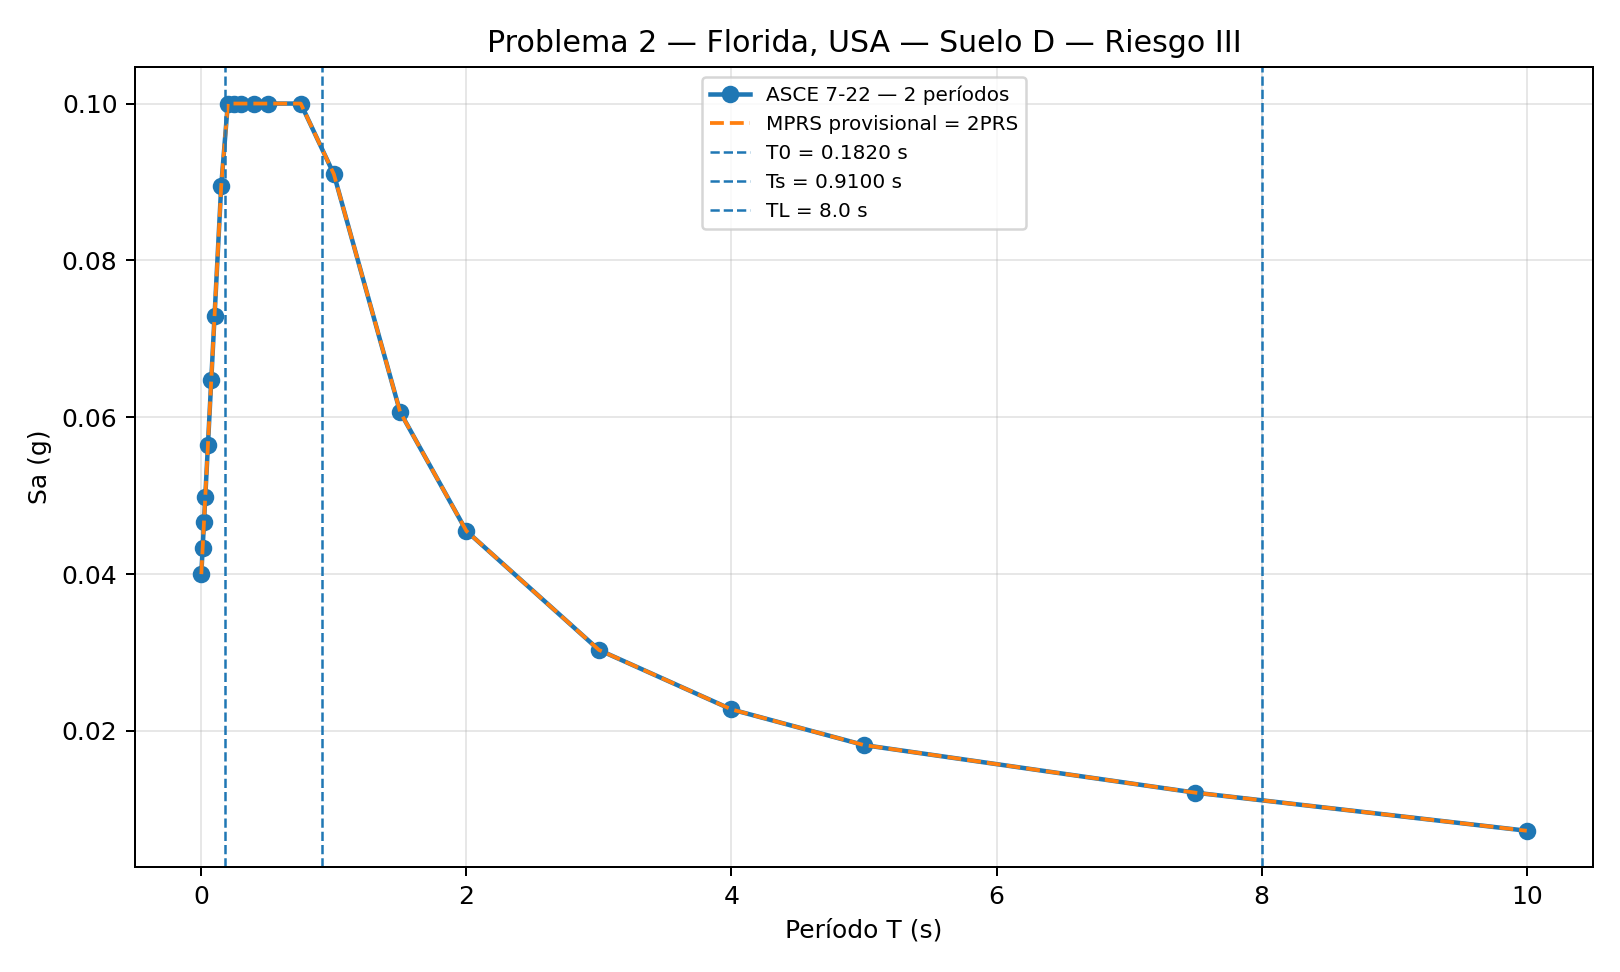 Problema 2 — Florida, USA — Suelo D — Riesgo III
ASCE 7-22 — 2 períodos
MPRS provisional = 2PRS
T0 = 0.1820 s
Ts = 0.9100 s
TL = 8.0 s
Sa (g)
0.10
0.08
0.06
0.04
0.02
0 2 4 6 8 10
Período T (s)